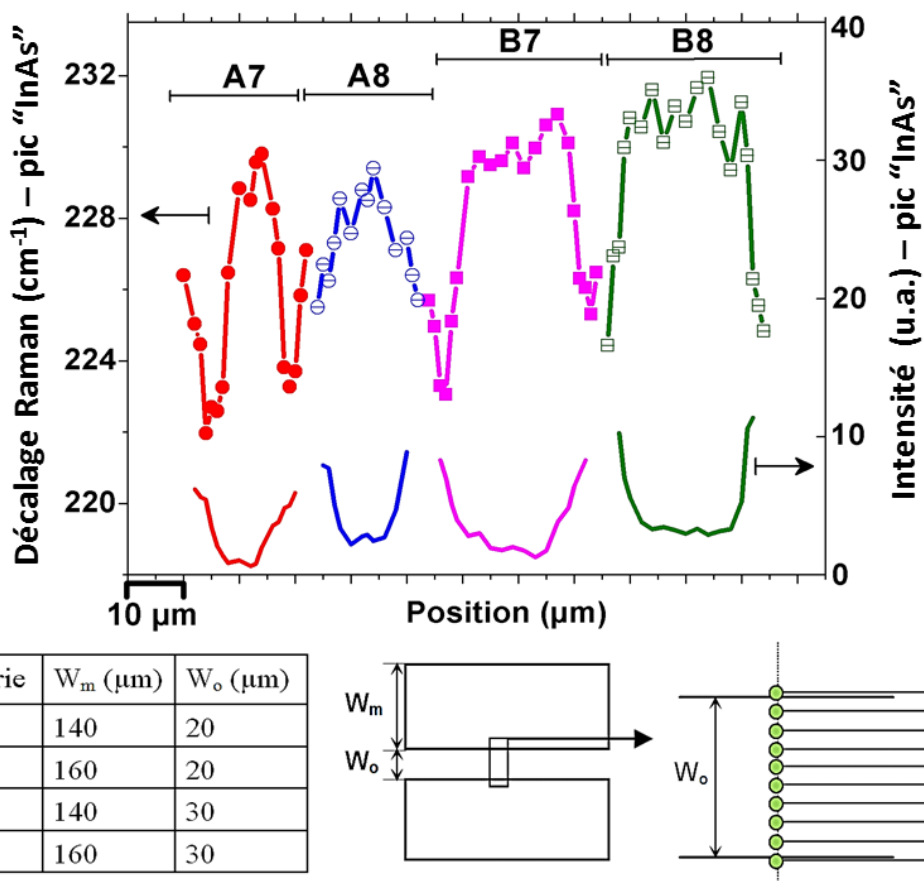 Décalage Raman (cm⁻¹) – pic “InAs”
232
228
224
220
A7
A8
B7
B8
40
30
20
10
0
Intensité (u.a.) – pic “InAs”
10 µm
Position (µm)
rie Wm (µm) Wo (µm)
140 20
160 20
140 30
160 30
Wm
Wo
Wo